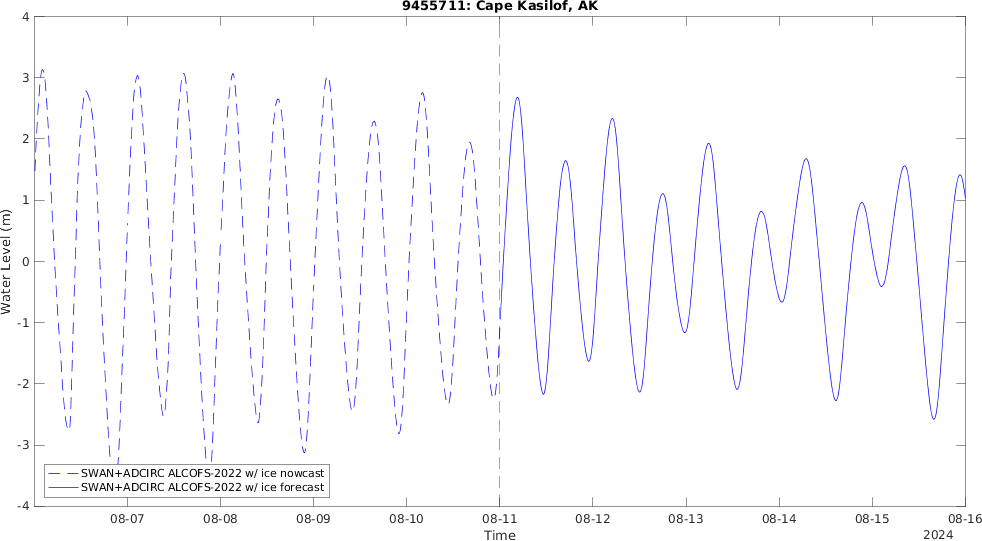 9455711: Cape Kasilof, AK
4
3
2
1
0
-1
-2
-3
-4
Water Level (m)
SWAN+ADCIRC ALCOFS-2022 w/ ice nowcast
SWAN+ADCIRC ALCOFS-2022 w/ ice forecast
08-07 08-08 08-09 08-10 08-11 08-12 08-13 08-14 08-15 08-16
Time
2024